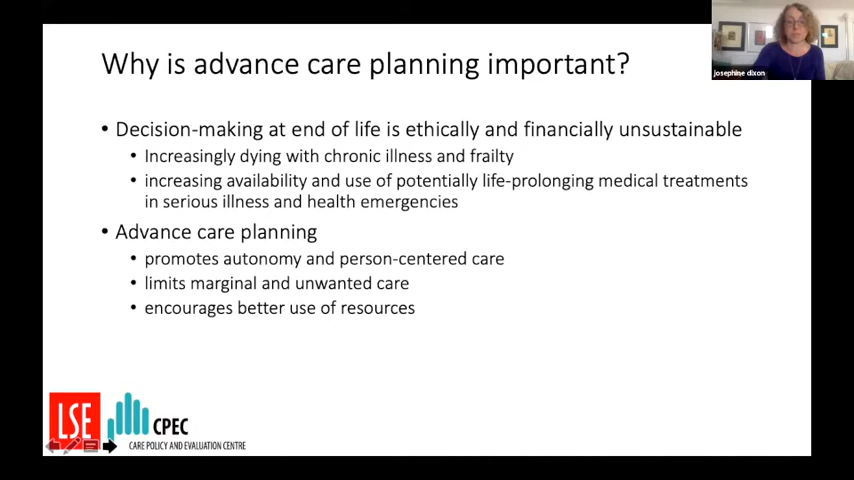 Why is advance care planning important?
josephine dixon
• Decision-making at end of life is ethically and financially unsustainable
• Increasingly dying with chronic illness and frailty
• increasing availability and use of potentially life-prolonging medical treatments
in serious illness and health emergencies
• Advance care planning
• promotes autonomy and person-centered care
• limits marginal and unwanted care
• encourages better use of resources
LSE
CPEC
CARE POLICY AND EVALUATION CENTRE